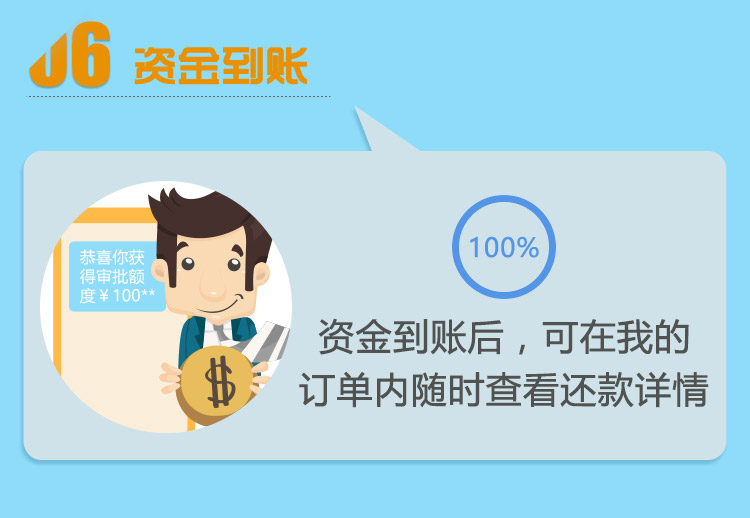 06 资金到账
恭喜你获
得审批额
度￥100**
100%
资金到账后，可在我的
订单内随时查看还款详情